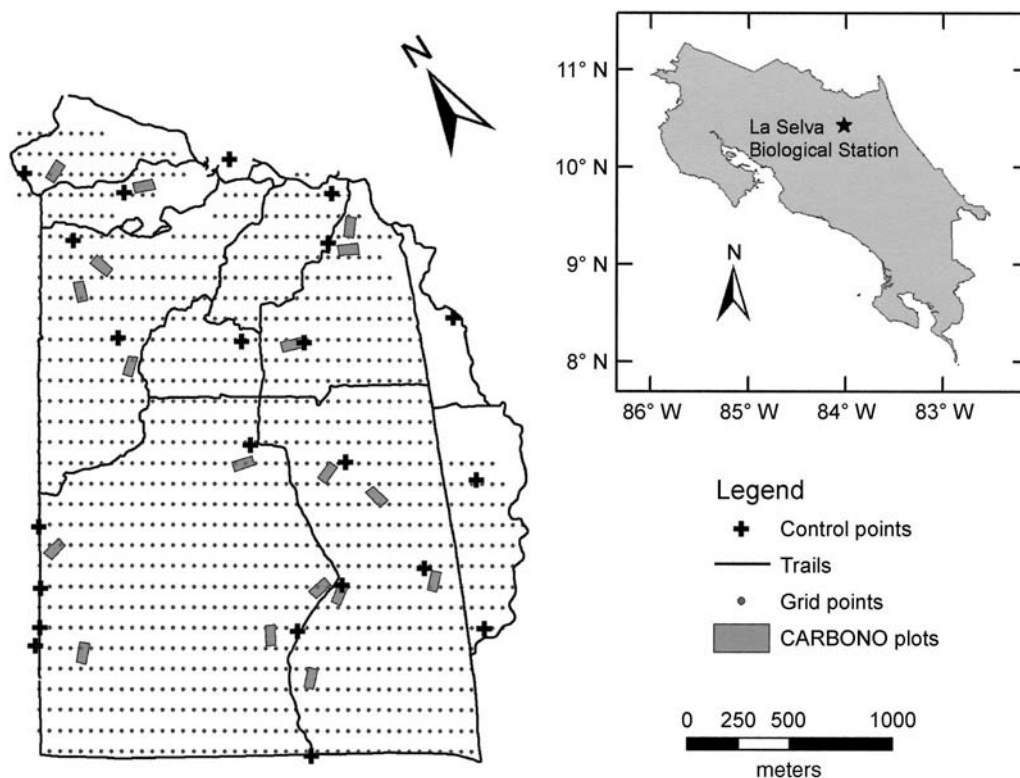 N
11° N
10° N
9° N
8° N
86° W
85° W
84° W
83° W
La Selva
Biological Station
N
Legend
Control points
Trails
Grid points
CARBONO plots
0 250 500 1000
meters